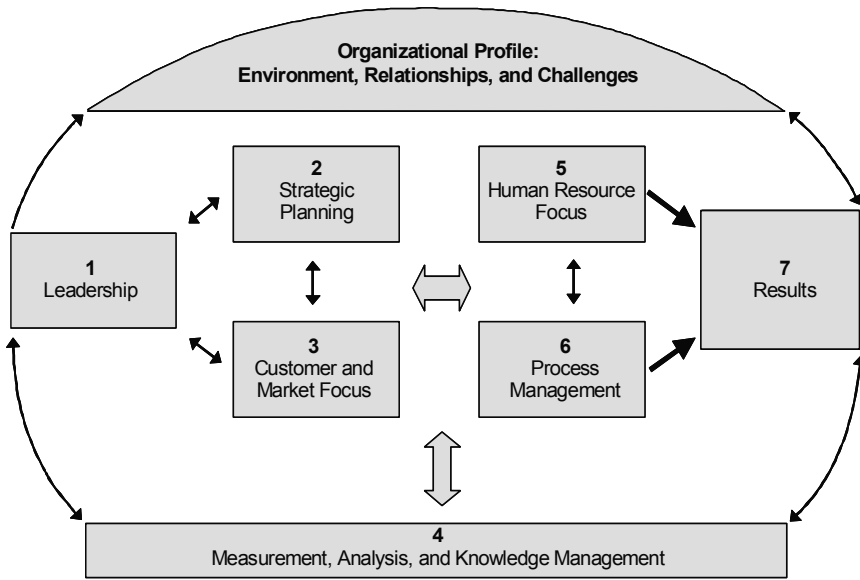 Organizational Profile:
Environment, Relationships, and Challenges
2
Strategic
Planning
5
Human Resource
Focus
1
Leadership
7
Results
3
Customer and
Market Focus
6
Process
Management
4
Measurement, Analysis, and Knowledge Management